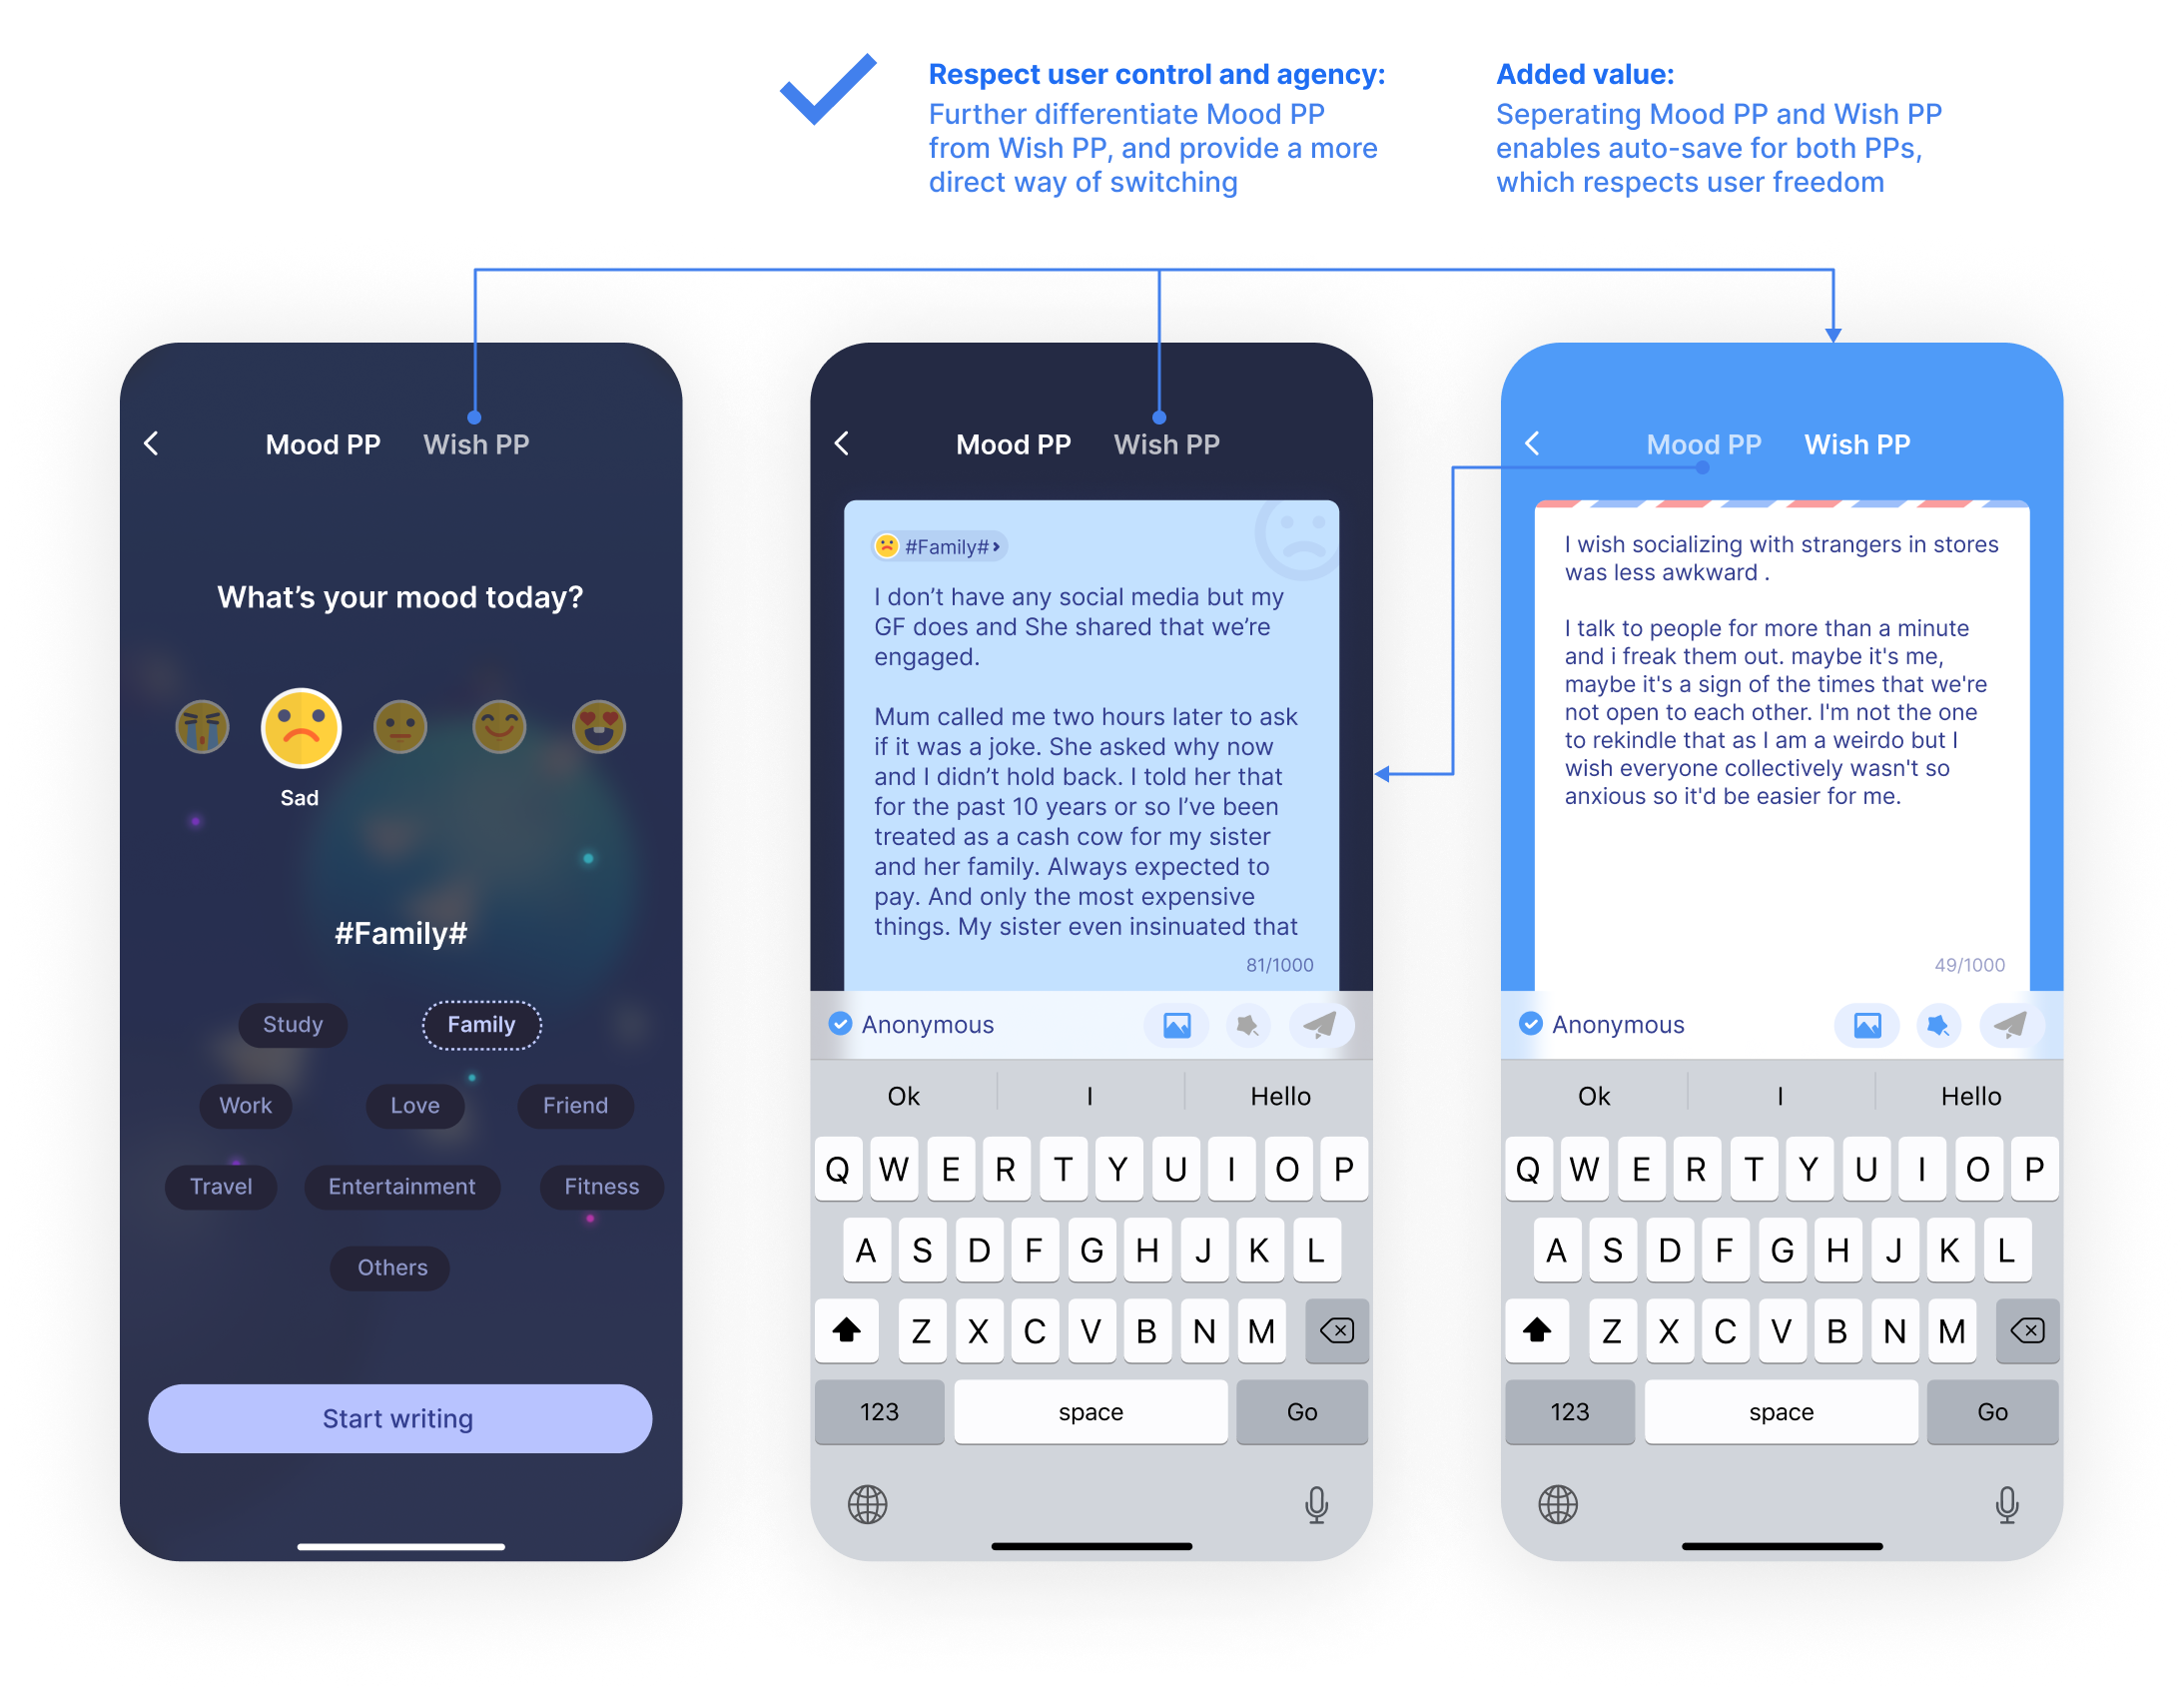 Respect user control and agency:
Further differentiate Mood PP
from Wish PP, and provide a more
direct way of switching
Added value:
Seperating Mood PP and Wish PP
enables auto-save for both PPs,
which respects user freedom
Mood PP Wish PP
What’s your mood today?
Sad
#Family#
Study Family
Work Love Friend
Travel Entertainment Fitness
Others
Start writing
Mood PP Wish PP
#Family#
I don’t have any social media but my
GF does and She shared that we’re
engaged.
Mum called me two hours later to ask
if it was a joke. She asked why now
and I didn’t hold back. I told her that
for the past 10 years or so I’ve been
treated as a cash cow for my sister
and her family. Always expected to
pay. And only the most expensive
things. My sister even insinuated that
81/1000
Anonymous
Ok I Hello
Q W E R T Y U I O P
A S D F G H J K L
Z X C V B N M
123 space Go
Mood PP Wish PP
I wish socializing with strangers in stores
was less awkward .
I talk to people for more than a minute
and i freak them out. maybe it's me,
maybe it's a sign of the times that we're
not open to each other. I'm not the one
to rekindle that as I am a weirdo but I
wish everyone collectively wasn't so
anxious so it'd be easier for me.
49/1000
Anonymous
Ok I Hello
Q W E R T Y U I O P
A S D F G H J K L
Z X C V B N M
123 space Go